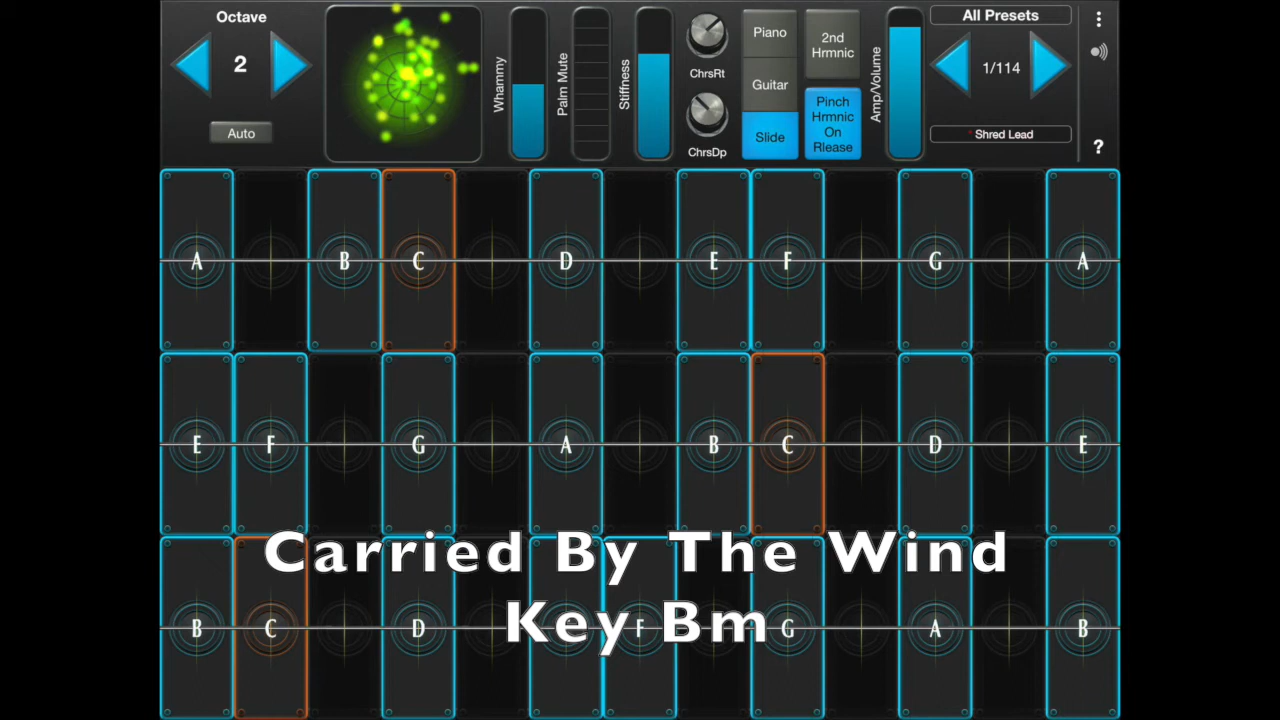 Octave
2
Auto
Whammy
Palm Mute
Stiffness
ChrsRt
ChrsDp
Piano
Guitar
Slide
2nd
Hrmnic
Pinch
Hrmnic
On
Rlease
Amp/Volume
All Presets
1/114
* Shred Lead
?
A B C D E F G A
E F G A B C D E
Carried By The Wind
Key Bm
B C D F G A B